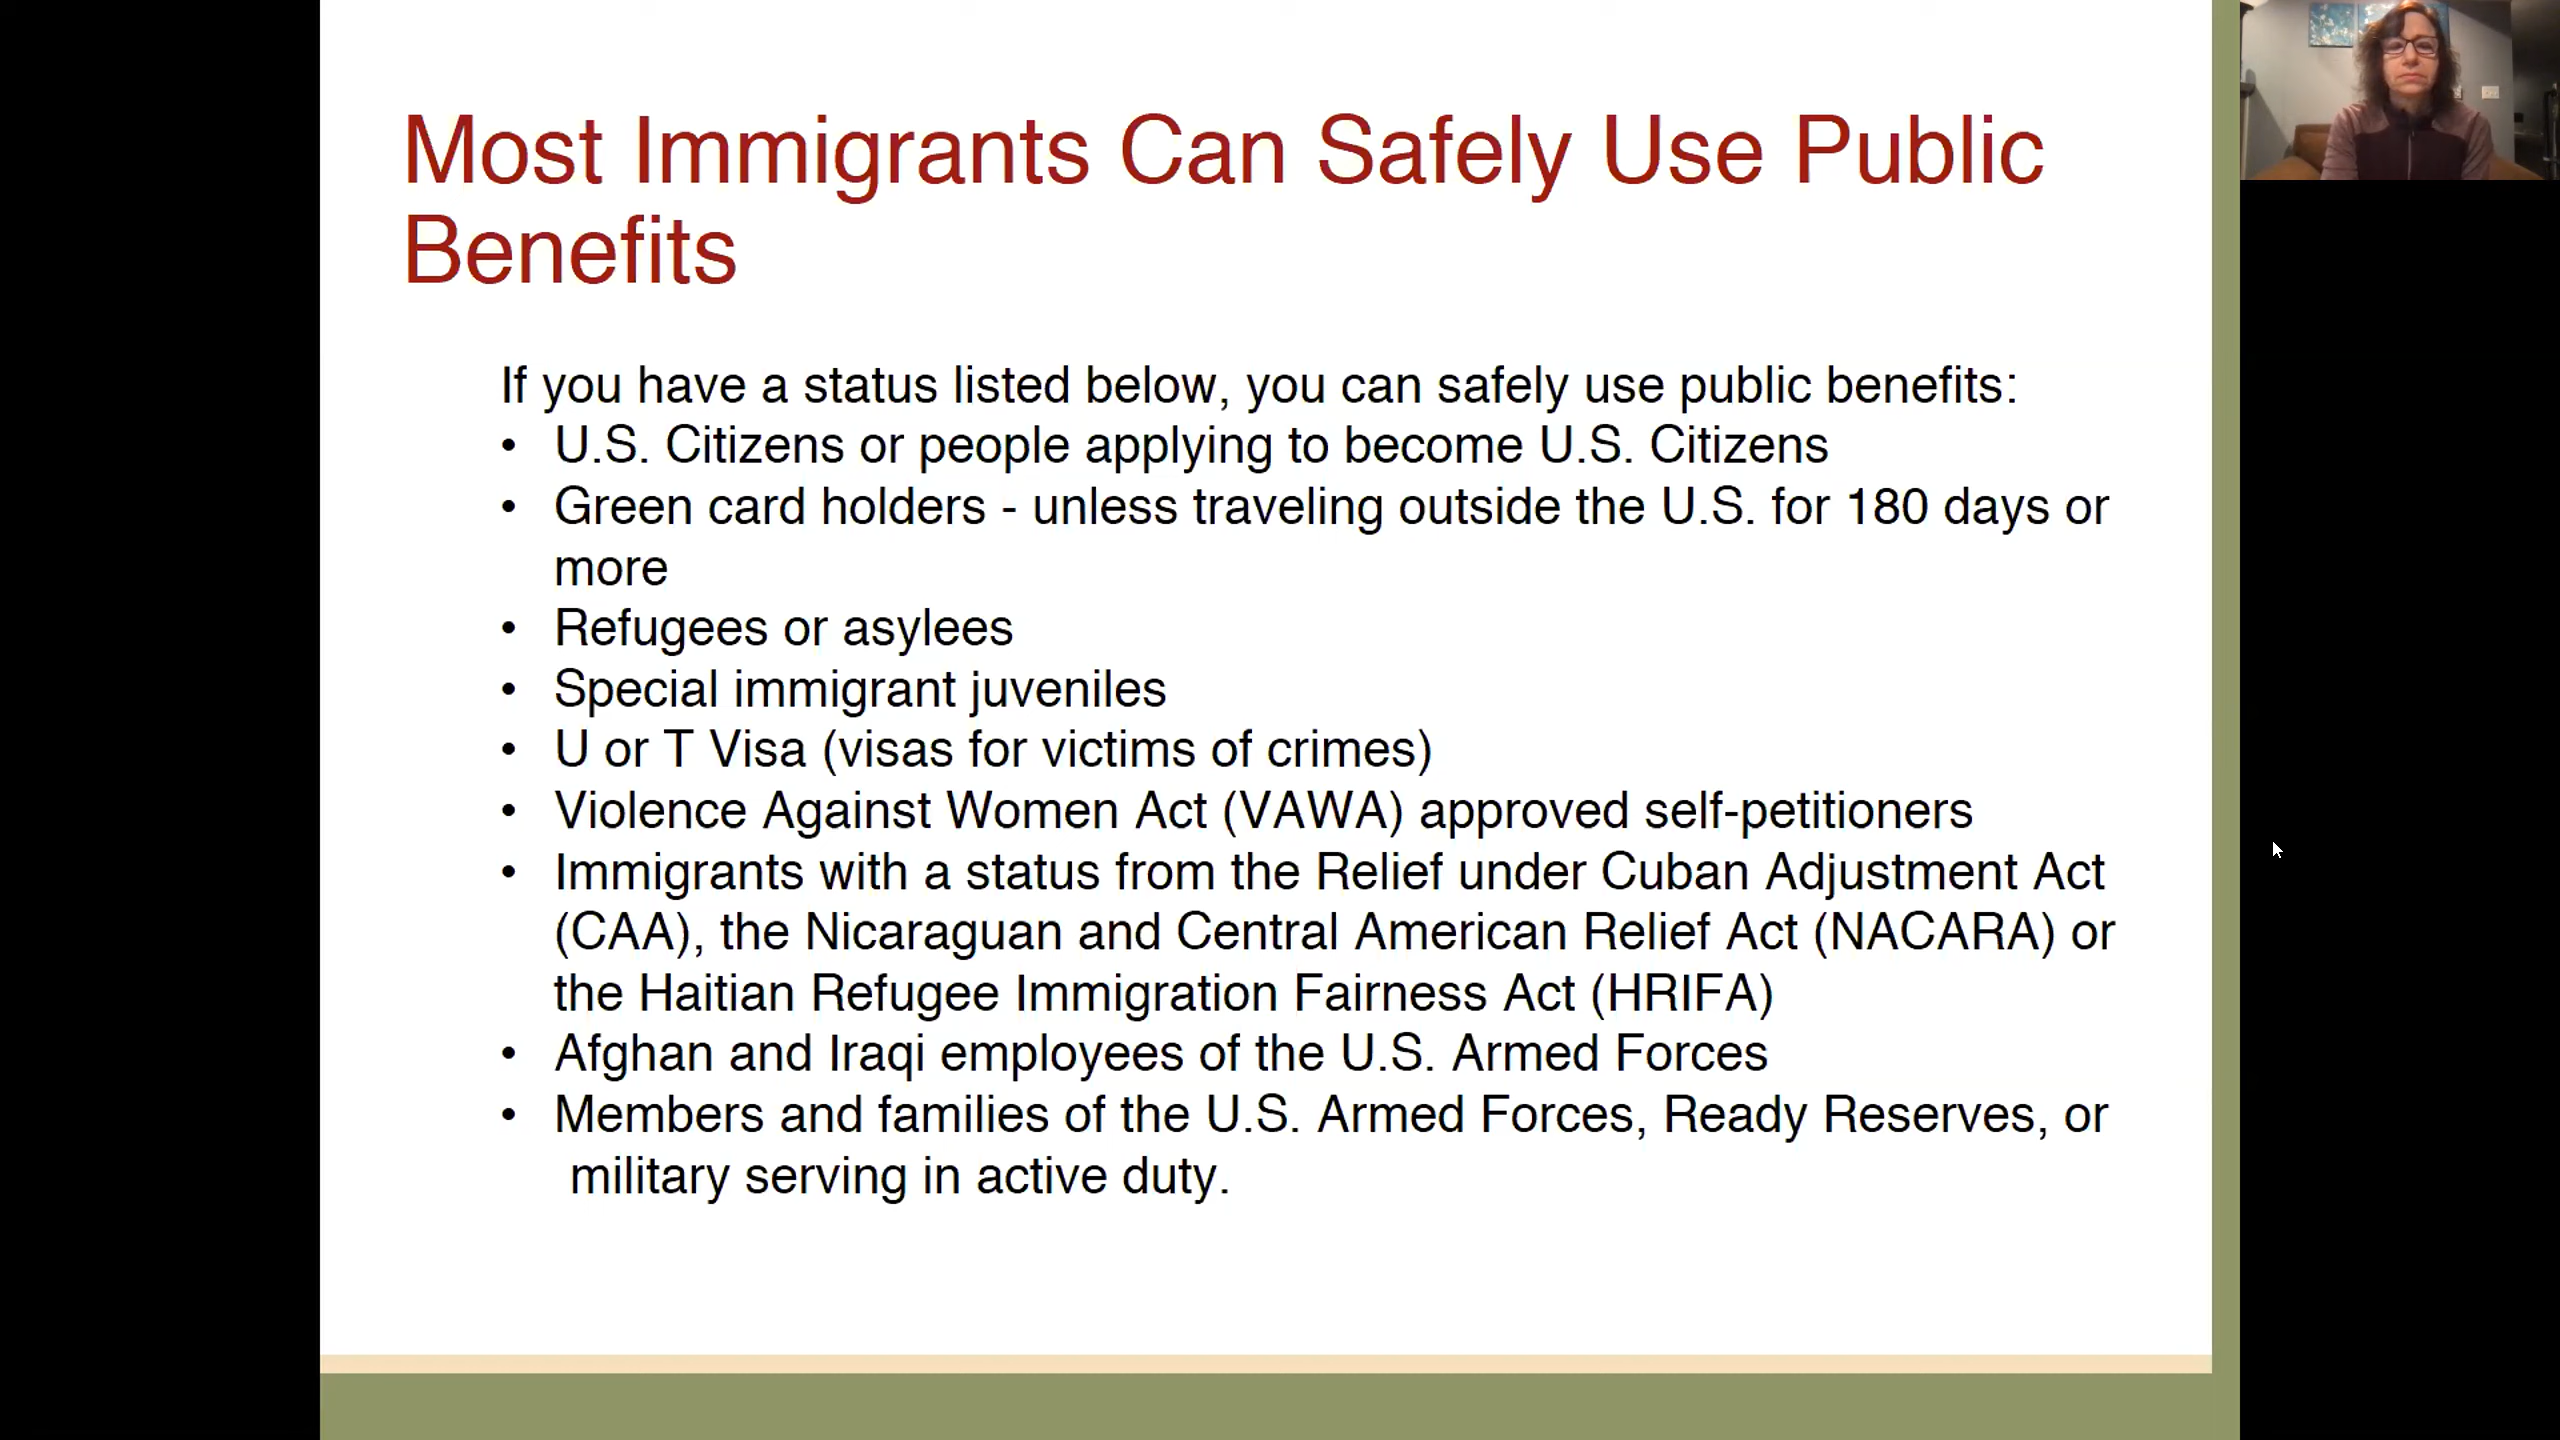 Most Immigrants Can Safely Use Public
Benefits
If you have a status listed below, you can safely use public benefits:
• U.S. Citizens or people applying to become U.S. Citizens
• Green card holders - unless traveling outside the U.S. for 180 days or
more
• Refugees or asylees
• Special immigrant juveniles
• U or T Visa (visas for victims of crimes)
• Violence Against Women Act (VAWA) approved self-petitioners
• Immigrants with a status from the Relief under Cuban Adjustment Act
(CAA), the Nicaraguan and Central American Relief Act (NACARA) or
the Haitian Refugee Immigration Fairness Act (HRIFA)
• Afghan and Iraqi employees of the U.S. Armed Forces
• Members and families of the U.S. Armed Forces, Ready Reserves, or
military serving in active duty.